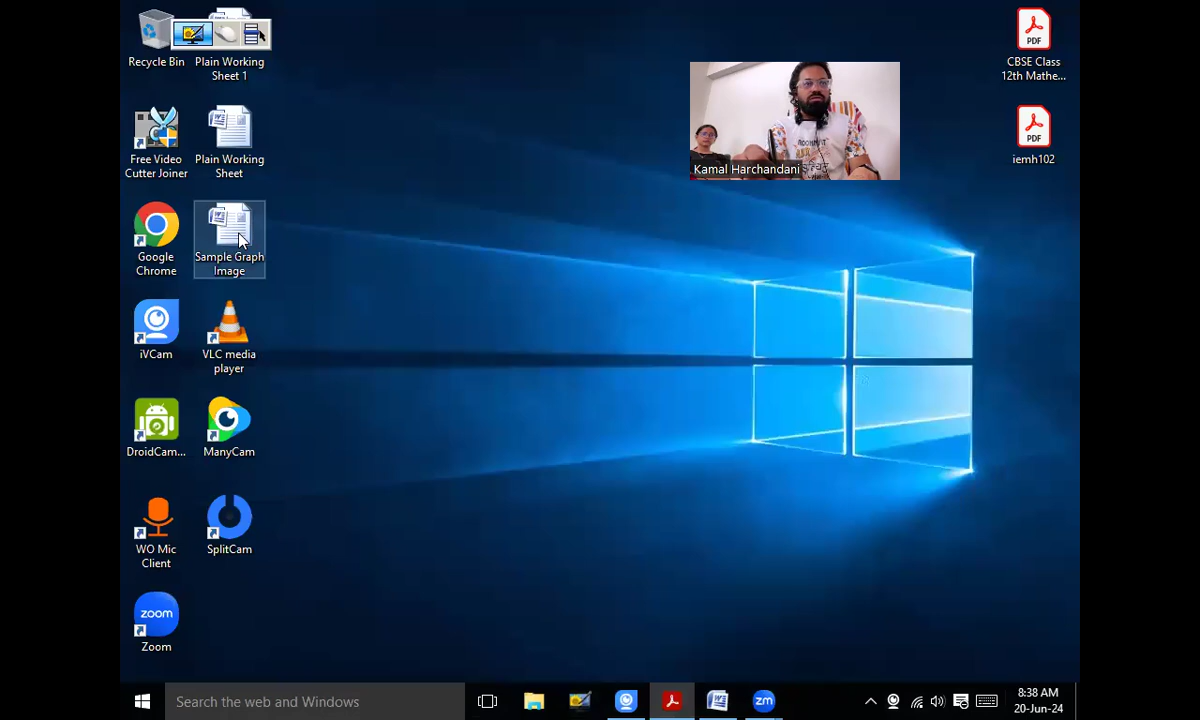 Recycle Bin
Plain Working
Sheet 1
Free Video
Cutter Joiner
Plain Working
Sheet
Google
Chrome
Sample Graph
Image
iVCam
VLC media
player
DroidCam...
ManyCam
WO Mic
Client
SplitCam
zoom
Zoom
Kamal Harchandani
PDF
CBSE Class
12th Mathe...
PDF
iemh102
Search the web and Windows
zm
8:38 AM
20-Jun-24